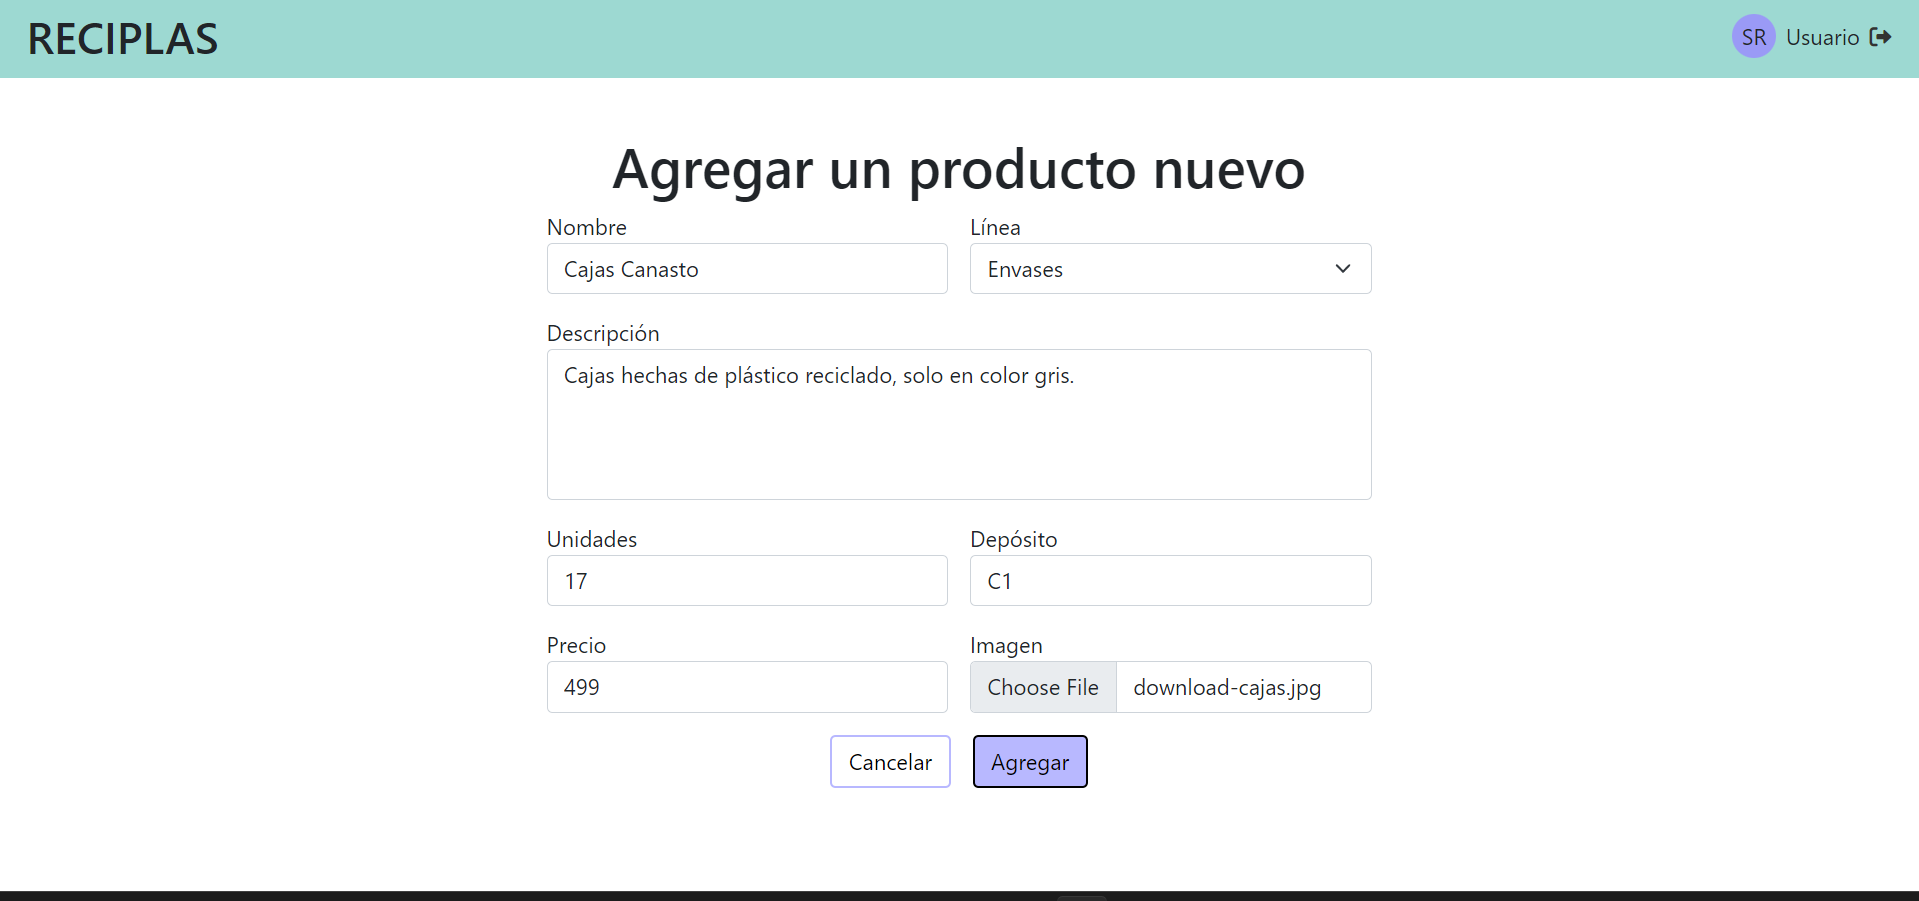 RECIPLAS
SR Usuario
Agregar un producto nuevo
Nombre Línea
Cajas Canasto Envases
Descripción
Cajas hechas de plástico reciclado, solo en color gris.
Unidades Depósito
17 C1
Precio Imagen
499 Choose File download-cajas.jpg
Cancelar Agregar